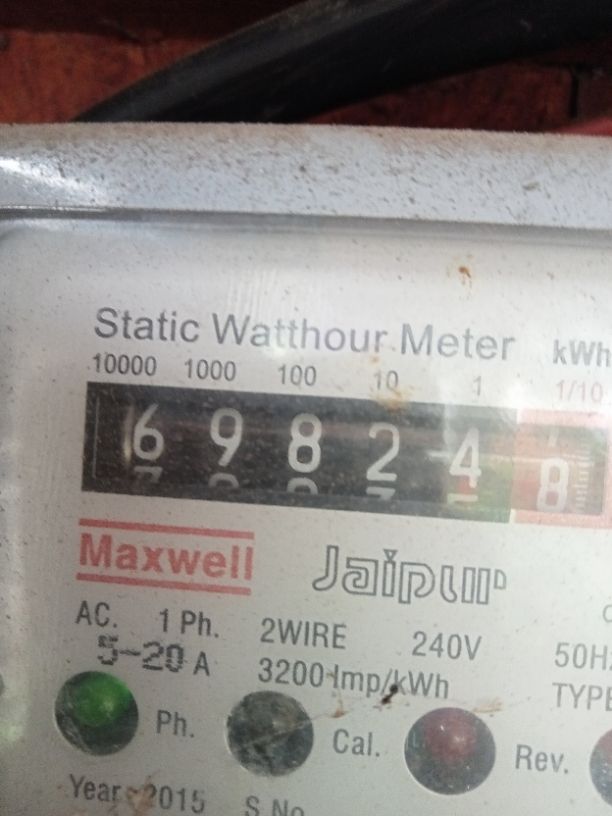 Static Watthour Meter kWh
10000 1000 100 10 1 1/10
6 9 8 2 4 8
Maxwell Jaipur
AC. 1 Ph. 2WIRE 240V 50Hz
5-20 A 3200 Imp/kWh TYPE
Ph. Cal. Rev.
Year 2015 S.No.